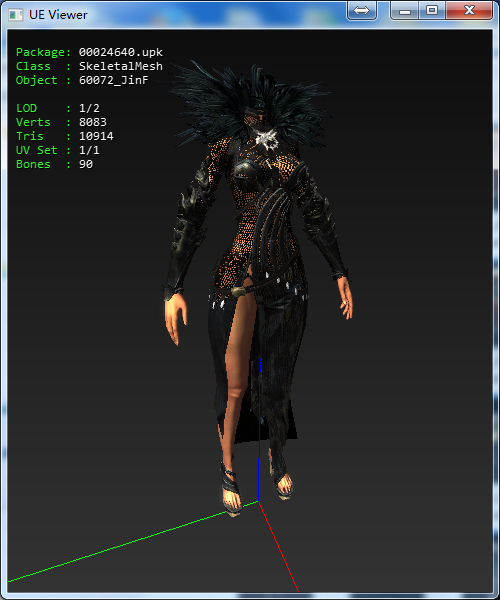 UE Viewer
Package: 00024640.upk
Class  : SkeletalMesh
Object : 60072_JinF
LOD    : 1/2
Verts  : 8083
Tris   : 10914
UV Set : 1/1
Bones  : 90